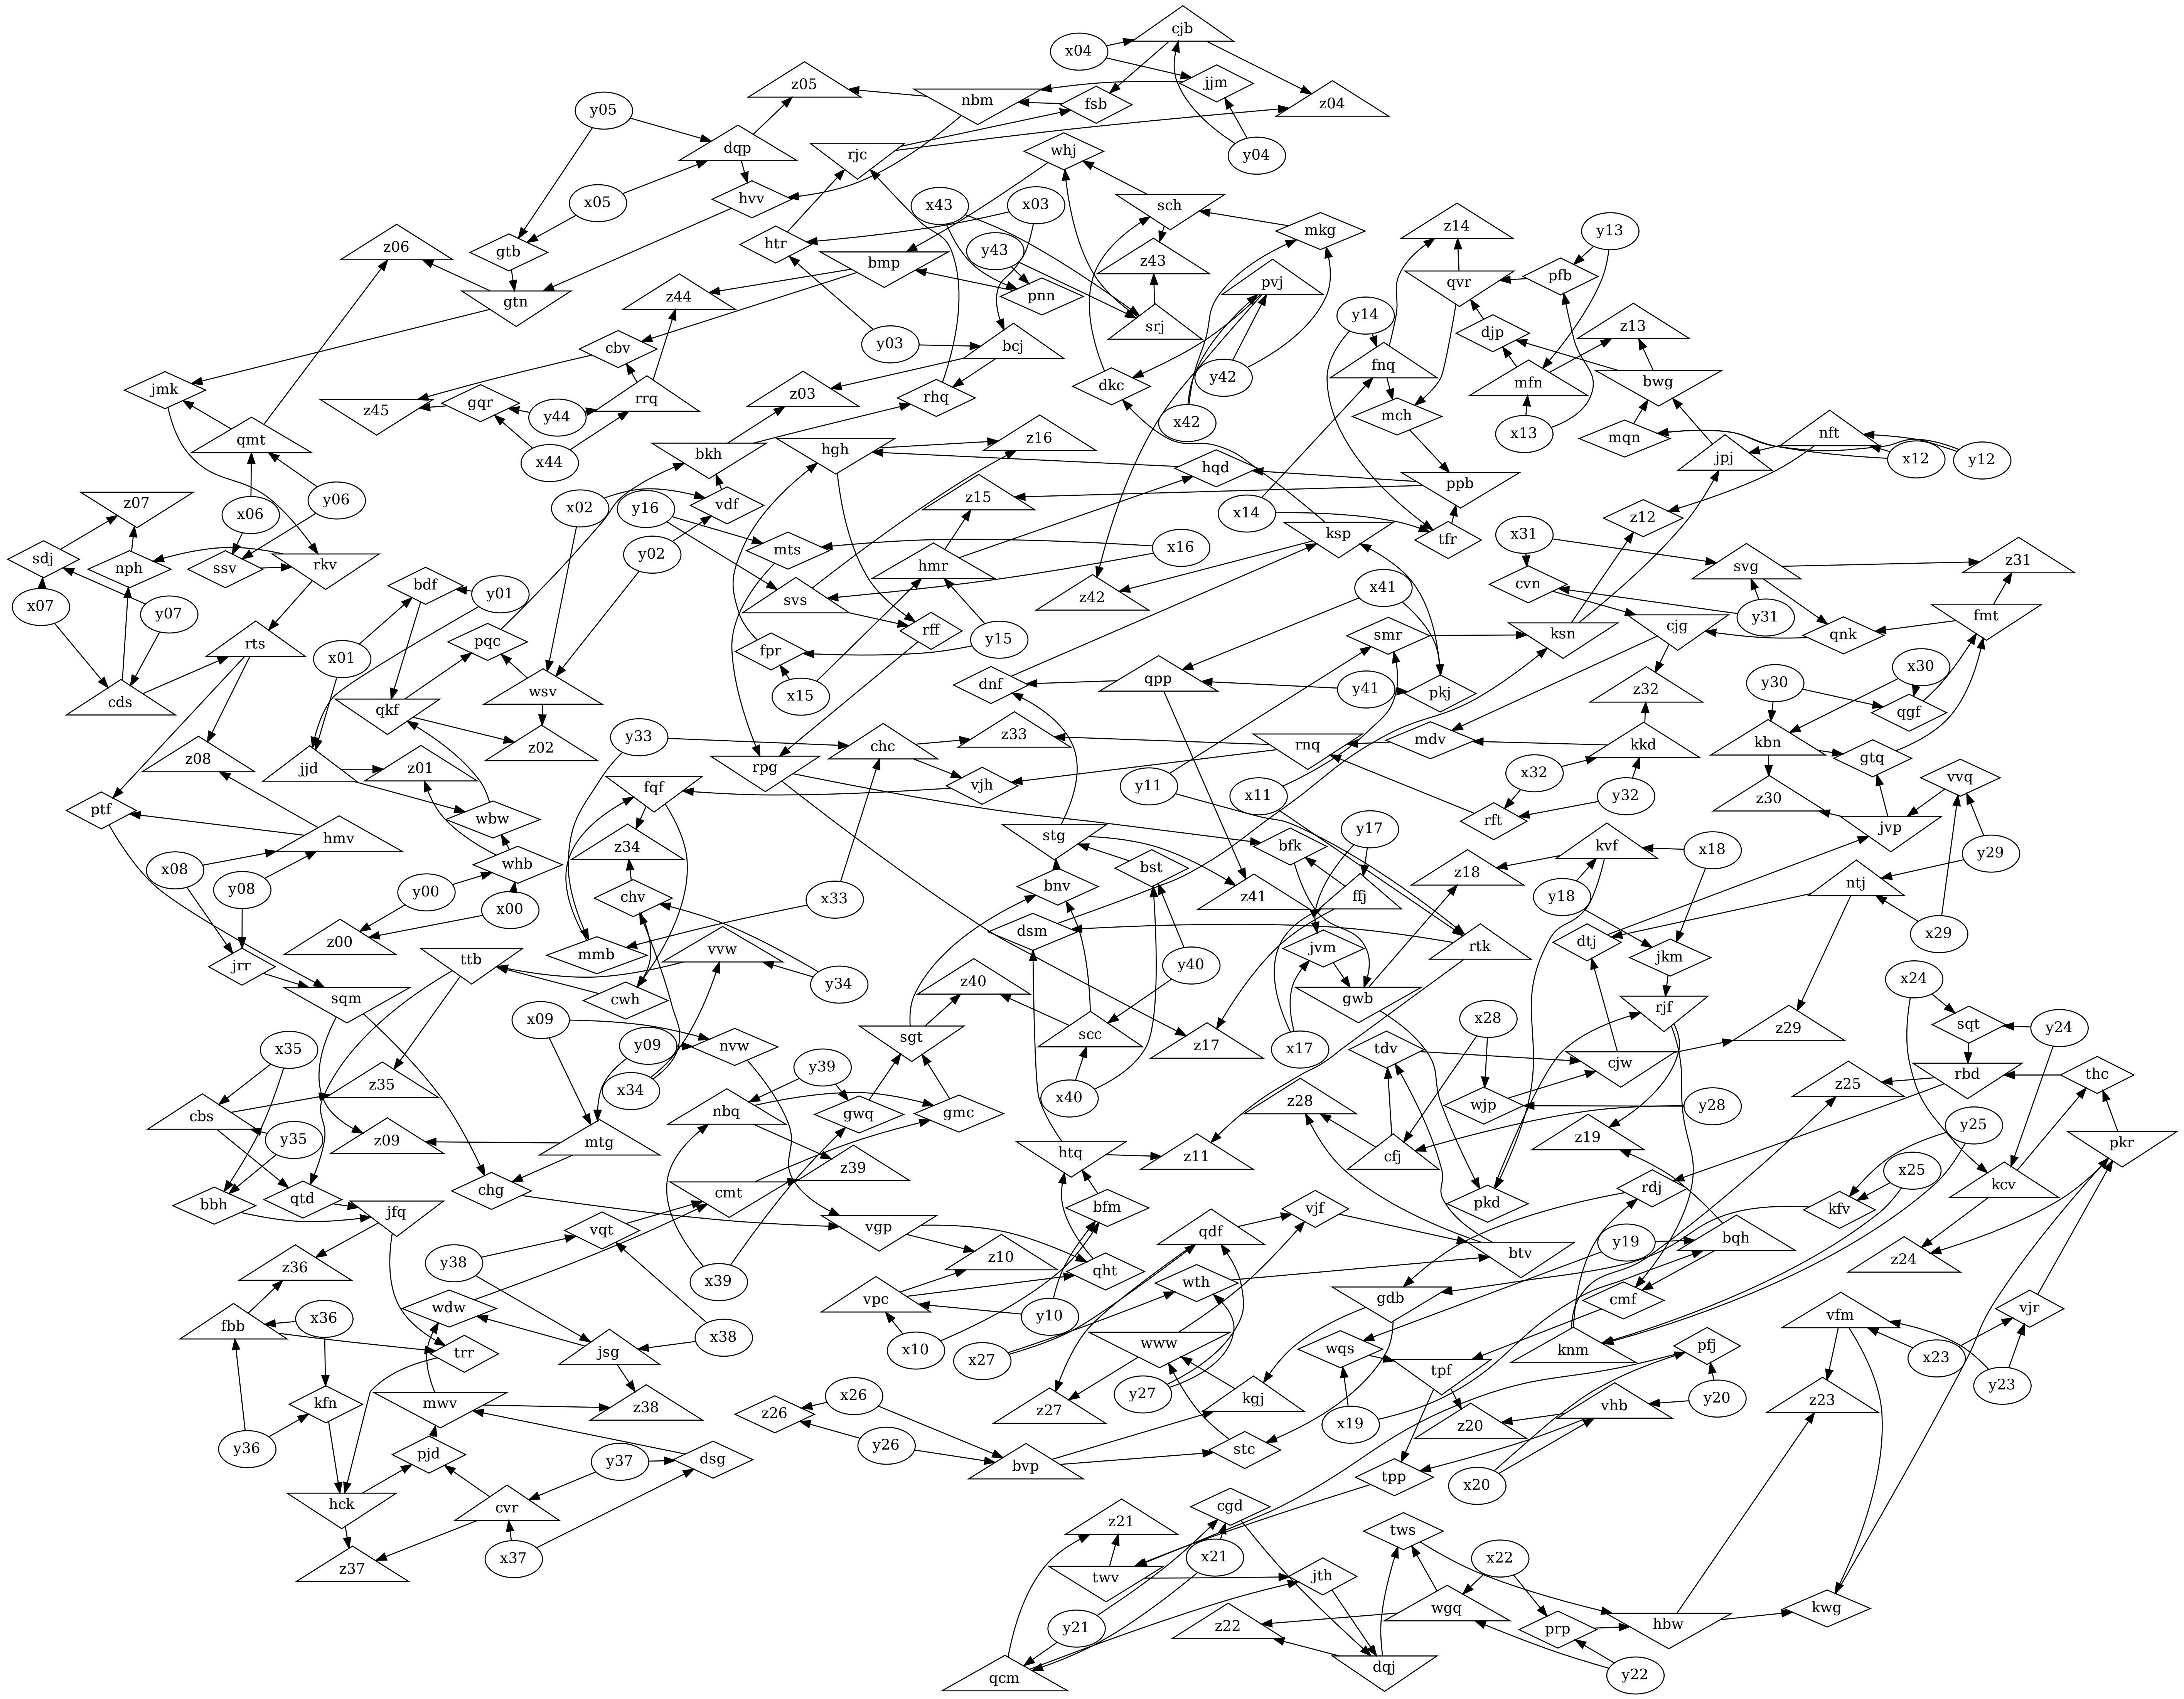 cjb
x04
jjm
z05
nbm
fsb
z04
y05
dqp
rjc
whj
y04
hvv
x05
x43
x03
sch
mkg
z14
y13
z06
gtb
htr
y43
z43
pfb
bmp
pvj
qvr
z44
pnn
gtn
srj
y14
djp
z13
cbv
y03
bcj
fnq
y42
mfn
bwg
jmk
z45
gqr
y44
rrq
z03
rhq
dkc
x42
mch
x13
mqn
nft
qmt
x44
bkh
hgh
z16
hqd
jpj
x12
y12
z07
x06
y06
x02
y16
vdf
z15
ppb
x14
z12
sdj
nph
ssv
rkv
y02
mts
x16
ksp
tfr
x31
svg
z31
x07
y07
bdf
y01
svs
hmr
z42
x41
cvn
rts
x01
pqc
fpr
rff
y15
smr
ksn
cjg
y31
qnk
fmt
cds
qkf
wsv
x15
dnf
qpp
y41
pkj
z32
y30
x30
qgf
z08
jjd
z01
z02
y33
chc
z33
rnq
mdv
kkd
kbn
gtq
rpg
vjh
y11
x11
x32
y32
z30
vvq
ptf
hmv
wbw
fqf
rft
jvp
x08
y08
y00
whb
z34
stg
bfk
y17
z18
kvf
x18
y29
z00
x00
chv
x33
bnv
bst
z41
ffj
y18
ntj
jrr
ttb
mmb
vvw
dsm
jvm
rtk
dtj
jkm
x29
sqm
cwh
y34
z40
y40
gwb
rjf
x24
x09
y09
nvw
sgt
scc
z17
x17
x28
z29
sqt
y24
x35
z35
x34
y39
tdv
cjw
z25
rbd
thc
cbs
y35
nbq
gwq
gmc
x40
z28
wjp
y28
y25
z09
mtg
z39
htq
z11
cfj
z19
pkr
bbh
qtd
jfq
chg
cmt
bfm
pkd
rdj
x25
kcv
vqt
vgp
vjf
kfv
z36
y38
x39
z10
qht
qdf
btv
y19
bqh
z24
fbb
x36
wdw
vpc
wth
gdb
cmf
vfm
vjr
trr
jsg
x38
x10
y10
x27
www
wqs
tpf
knm
pfj
x23
y23
kfn
mwv
z38
z26
x26
z27
y27
kgj
x19
z20
vhb
y20
z23
y36
pjd
y37
dsg
y26
bvp
stc
tpp
x20
hck
cvr
z21
cgd
tws
z37
x37
x21
x22
twv
jth
y21
z22
wgq
prp
hbw
kwg
qcm
dqj
y22